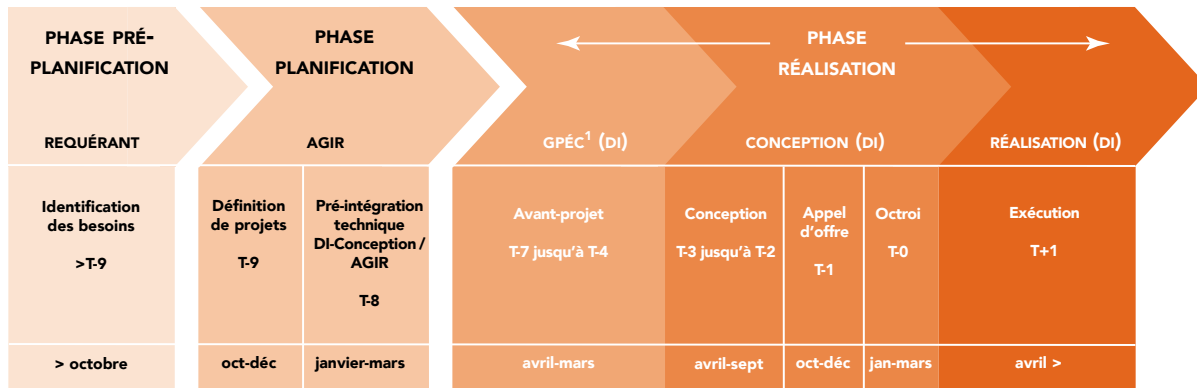 PHASE PRÉ-
PLANIFICATION
PHASE
PLANIFICATION
PHASE
RÉALISATION
REQUÉRANT
AGIR
GPÉC¹ (DI)
CONCEPTION (DI)
RÉALISATION (DI)
Identification
des besoins
>T-9
Définition
de projets
T-9
Pré-intégration
technique
DI-Conception /
AGIR
T-8
Avant-projet
T-7 jusqu'à T-4
Conception
T-3 jusqu'à T-2
Appel
d'offre
T-1
Octroi
T-0
Exécution
T+1
> octobre
oct-déc
janvier-mars
avril-mars
avril-sept
oct-déc
jan-mars
avril >